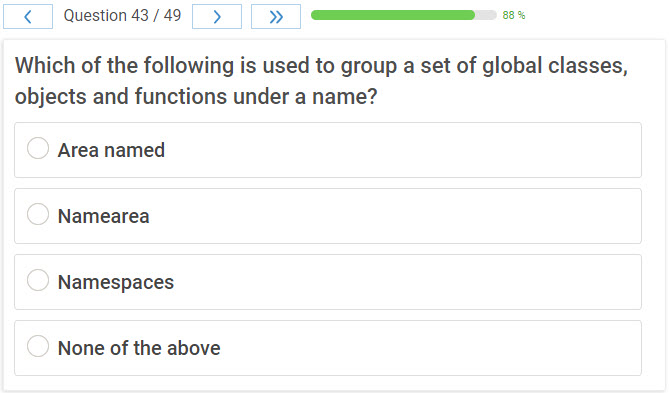 Question 43 / 49
88 %
Which of the following is used to group a set of global classes,
objects and functions under a name?
Area named
Namearea
Namespaces
None of the above